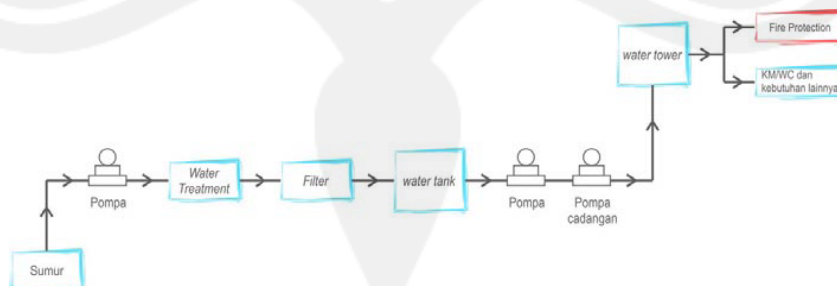 Sumur
Pompa
Water
Treatment
Filter
water tank
Pompa
Pompa
cadangan
water tower
Fire Protection
KM/WC dan
kebutuhan lainnya